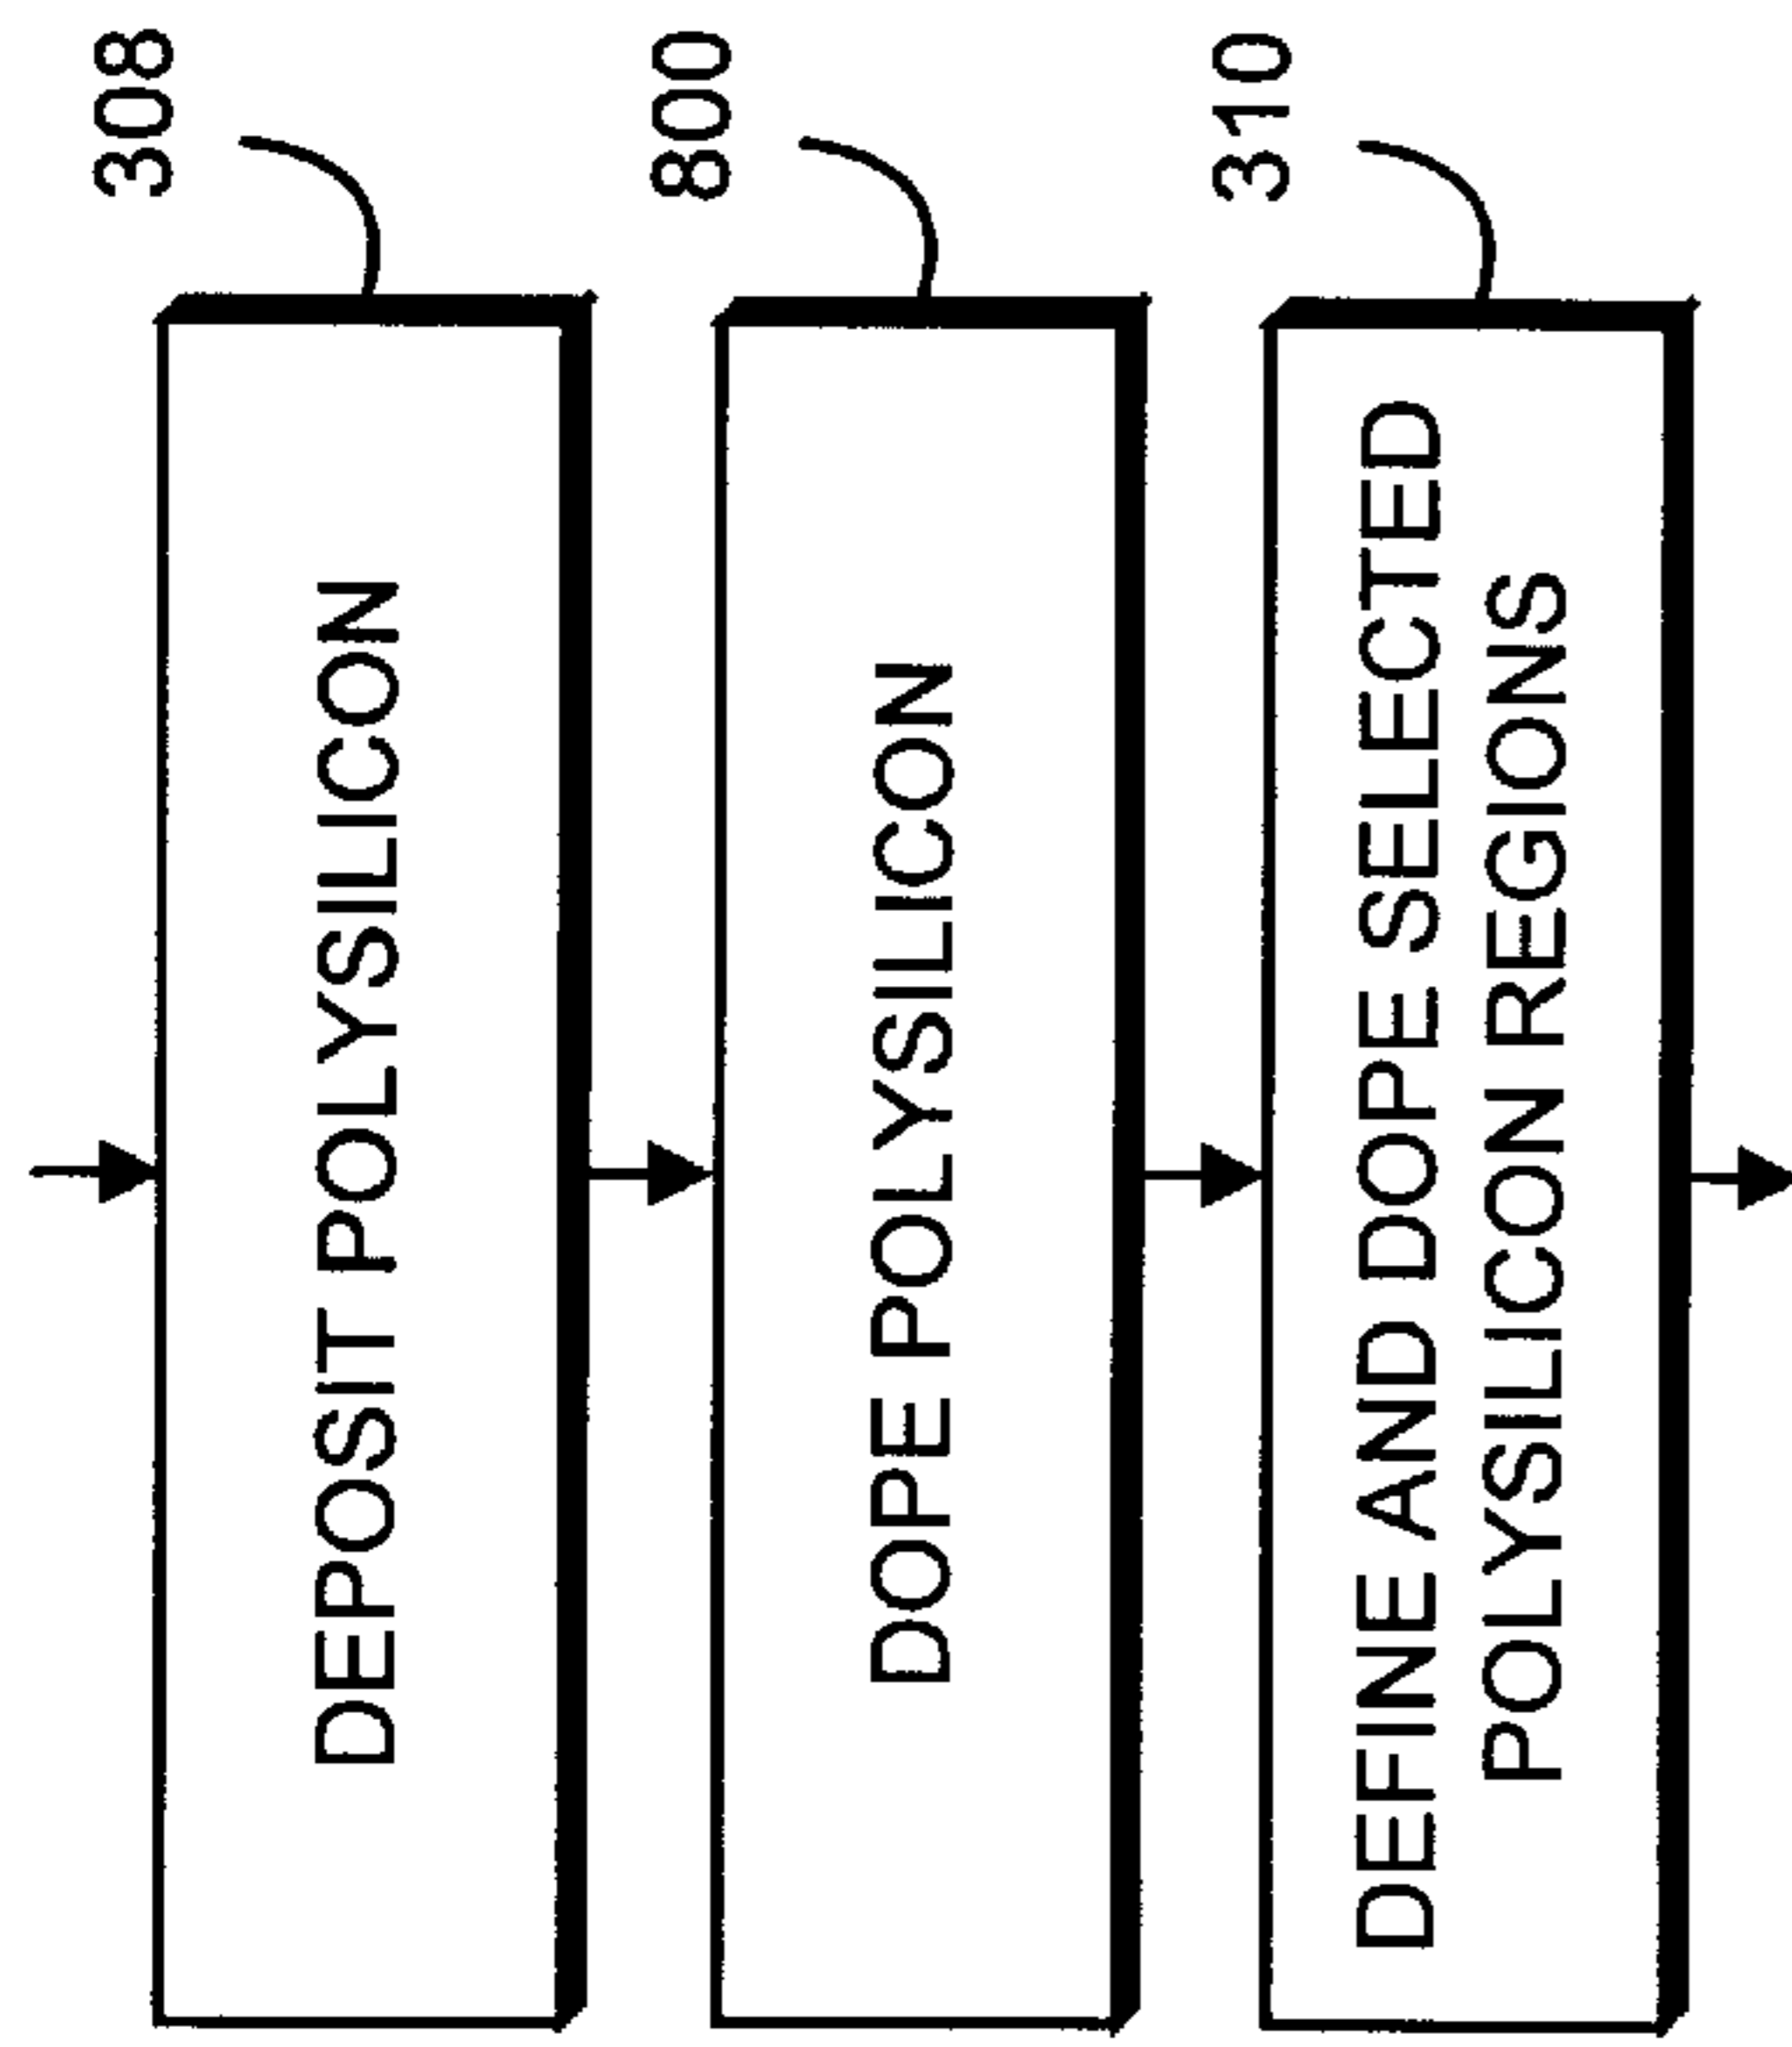 308
DEPOSIT POLYSILICON
800
DOPE POLYSILICON
310
DEFINE AND DOPE SELECTED
POLYSILICON REGIONS